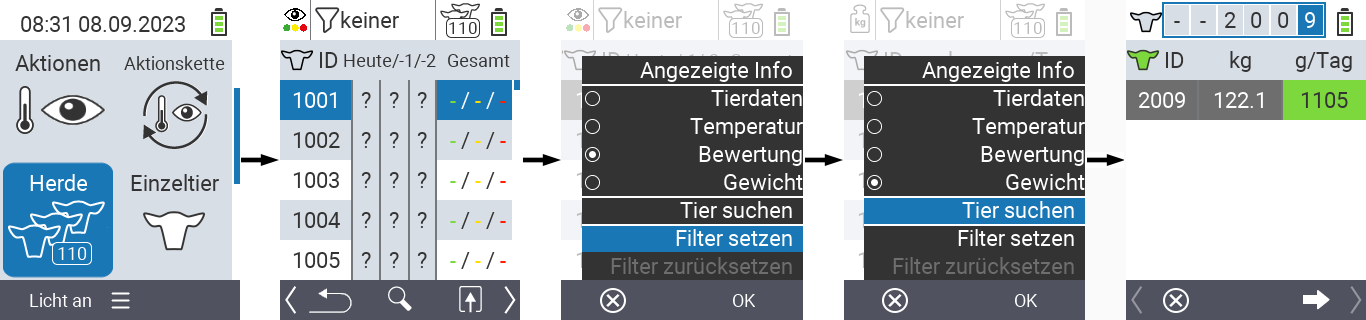 08:31 08.09.2023
Aktionen
Aktionskette
Herde
110
Einzeltier
Licht an
keiner
110
ID Heute/-1/-2 Gesamt
1001 ? ? ? -/-/-
1002 ? ? ? -/-/-
1003 ? ? ? -/-/-
1004 ? ? ? -/-/-
1005 ? ? ? -/-/-
keiner
110
Angezeigte Info
Tierdaten
Temperatur
Bewertung
Gewicht
Tier suchen
Filter setzen
Filter zurücksetzen
OK
kg
keiner
110
Angezeigte Info
Tierdaten
Temperatur
Bewertung
Gewicht
Tier suchen
Filter setzen
Filter zurücksetzen
OK
- - 2 0 0 9
ID kg g/Tag
2009 122.1 1105